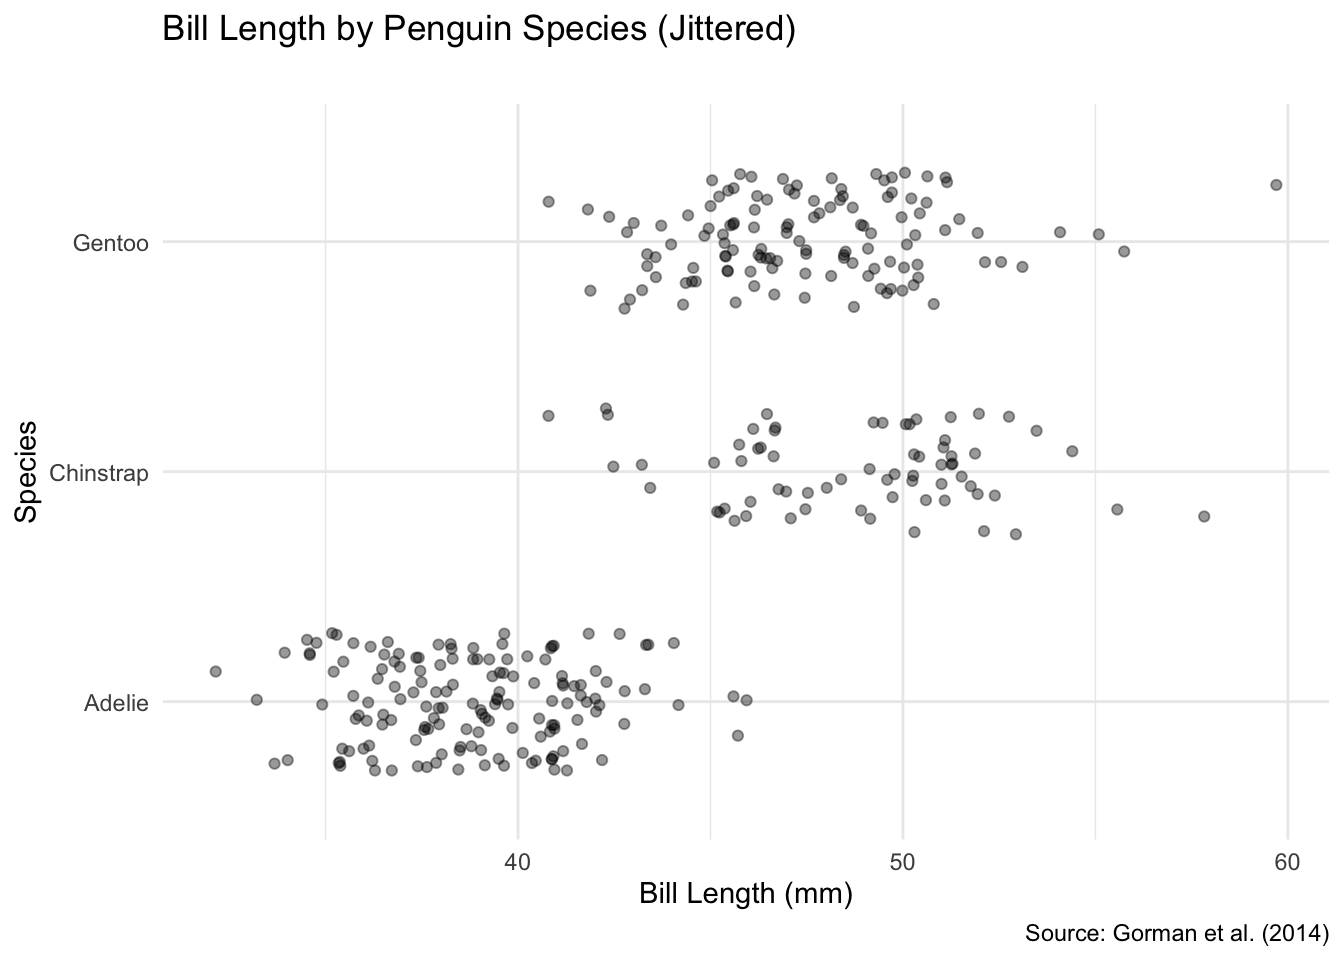 Bill Length by Penguin Species (Jittered)
Gentoo
Chinstrap
Adelie
Species
40 50 60
Bill Length (mm)
Source: Gorman et al. (2014)